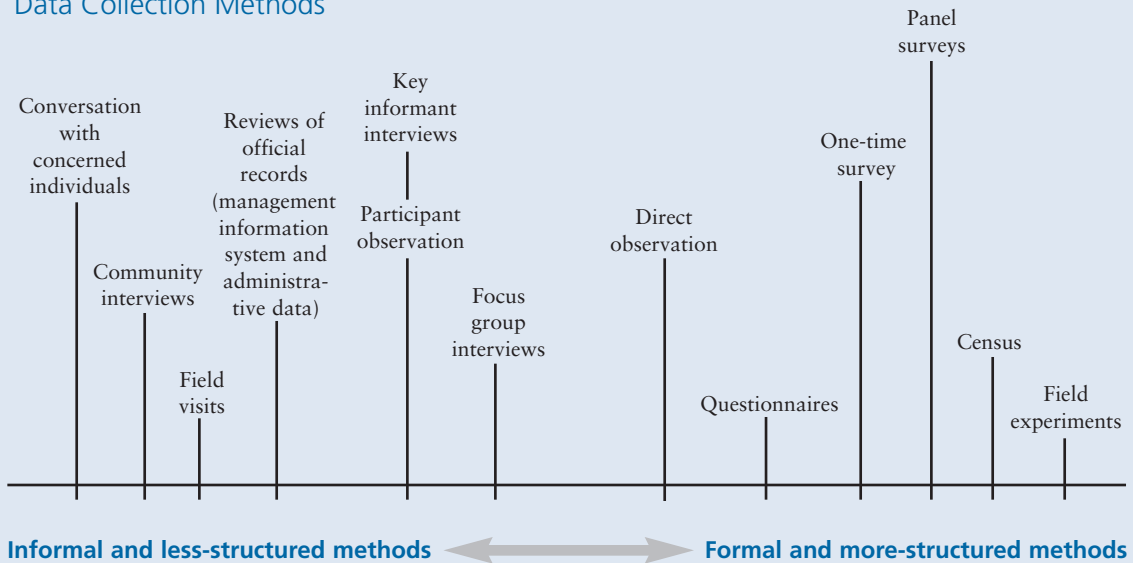 Data Collection Methods
Conversation
with
concerned
individuals
Community
interviews
Field
visits
Reviews of
official
records
(management
information
system and
administra-
tive data)
Key
informant
interviews
Participant
observation
Focus
group
interviews
Direct
observation
Questionnaires
One-time
survey
Panel
surveys
Census
Field
experiments
Informal and less-structured methods
Formal and more-structured methods